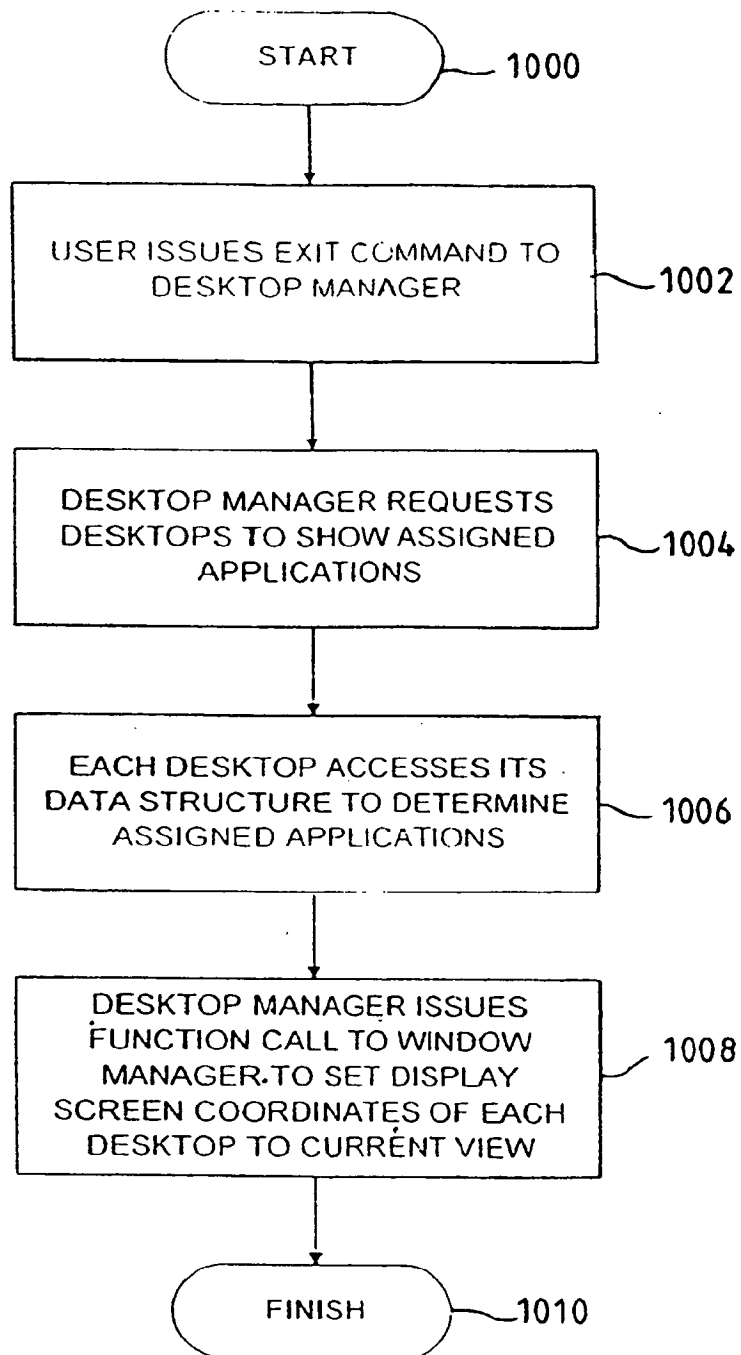 START
1000
USER ISSUES EXIT COMMAND TO
DESKTOP MANAGER
1002
DESKTOP MANAGER REQUESTS
DESKTOPS TO SHOW ASSIGNED
APPLICATIONS
1004
EACH DESKTOP ACCESSES ITS
DATA STRUCTURE TO DETERMINE
ASSIGNED APPLICATIONS
1006
DESKTOP MANAGER ISSUES
FUNCTION CALL TO WINDOW
MANAGER TO SET DISPLAY
SCREEN COORDINATES OF EACH
DESKTOP TO CURRENT VIEW
1008
FINISH
1010